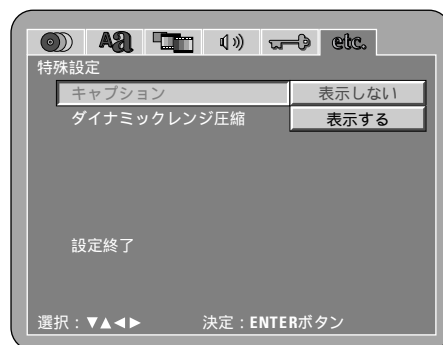 Aあ etc.
特殊設定
キャプション 表示しない
ダイナミックレンジ圧縮 表示する
設定終了
選択：▼▲◀▶ 決定：ENTERボタン